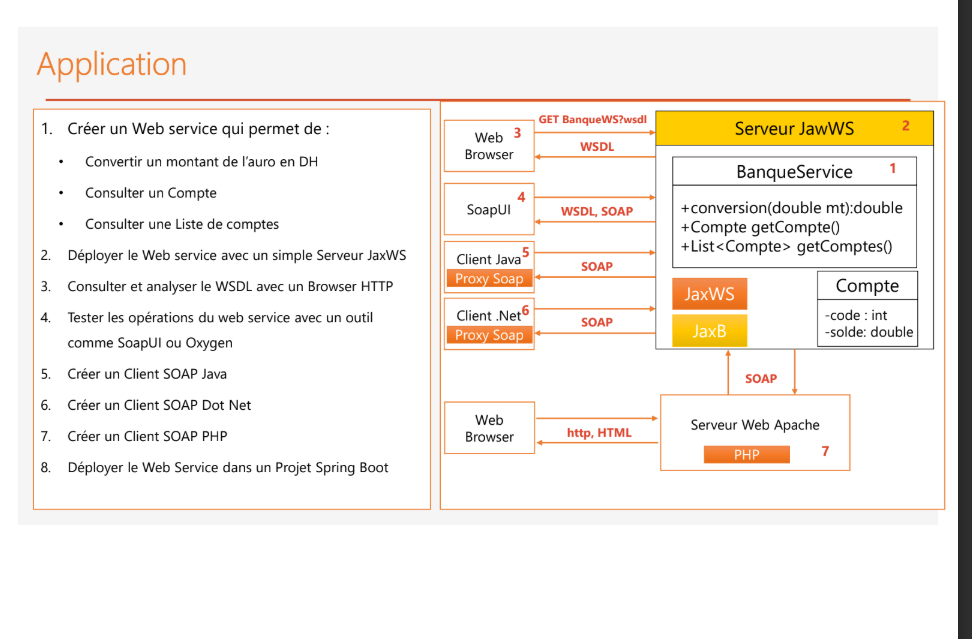 Application
1. Créer un Web service qui permet de :
• Convertir un montant de l'auro en DH
• Consulter un Compte
• Consulter une Liste de comptes
2. Déployer le Web service avec un simple Serveur JaxWS
3. Consulter et analyser le WSDL avec un Browser HTTP
4. Tester les opérations du web service avec un outil
comme SoapUI ou Oxygen
5. Créer un Client SOAP Java
6. Créer un Client SOAP Dot Net
7. Créer un Client SOAP PHP
8. Déployer le Web Service dans un Projet Spring Boot
Web 3
Browser
GET BanqueWS?wsdl
WSDL
SoapUI 4
WSDL, SOAP
Client Java 5
Proxy Soap
SOAP
Client .Net 6
Proxy Soap
SOAP
Serveur JawWS 2
BanqueService 1
+conversion(double mt):double
+Compte getCompte()
+List<Compte> getComptes()
JaxWS
JaxB
Compte
-code : int
-solde: double
SOAP
Web
Browser
http, HTML
Serveur Web Apache
PHP 7